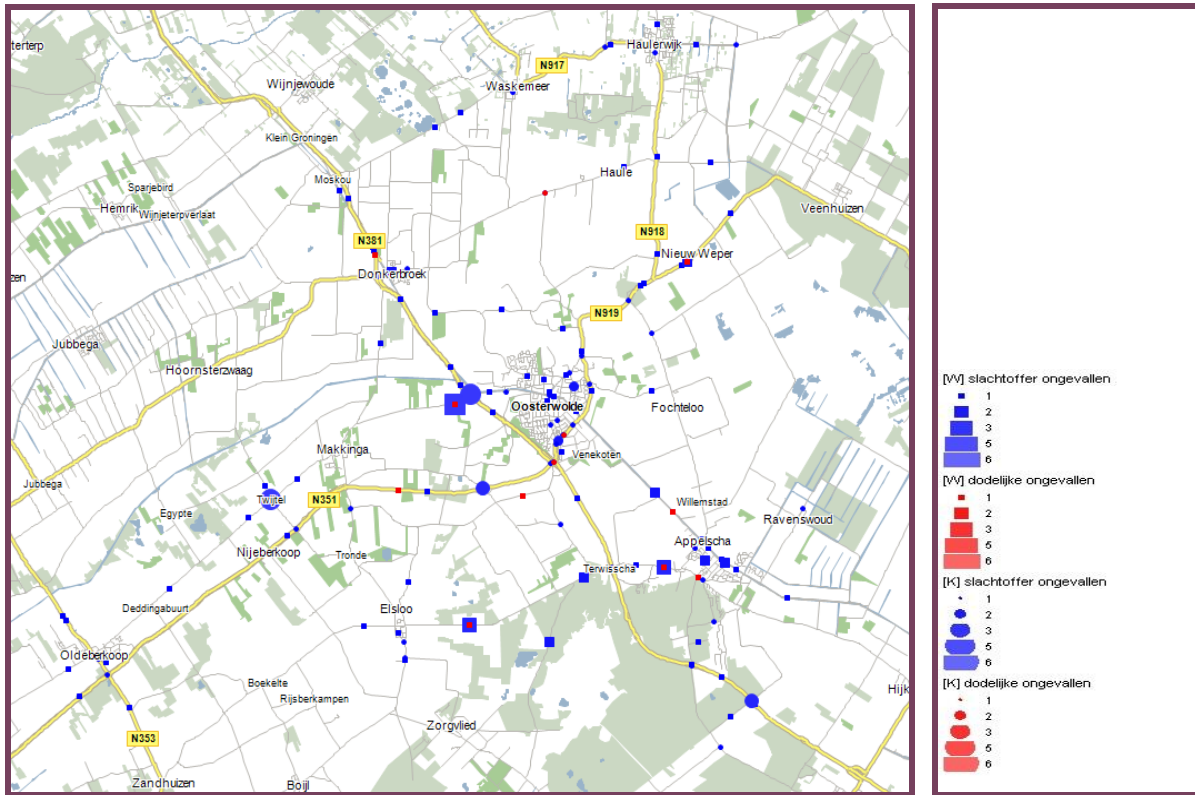 terterp
Haulerwijk
N917
Wijnjewoude
Waskemeer
Klein Groningen
Haule
Moskou
Sparjebird
Hemrik
Wijnjeterpverlaat
Veenhuizen
N381
N918
Nieuw Weper
zen
Donkerbroek
N919
Jubbega
Hoornsterzwaag
[W] slachtoffer ongevallen
1
2
3
5
6
Oosterwolde
Fochteloo
Makkinga
Venekoten
Jubbega
Twijtel
N351
[W] dodelijke ongevallen
1
2
3
5
6
Willemstad
Egypte
Ravenswoud
Nijeberkoop
Tronde
Appelscha
Terwisscha
[K] slachtoffer ongevallen
1
2
3
5
6
Deddingabuurt
Elsloo
Oldeberkoop
Boekelte
Rijsberkampen
Hijk
[K] dodelijke ongevallen
1
2
3
5
6
Zorgvlied
N353
Zandhuizen
Boijl